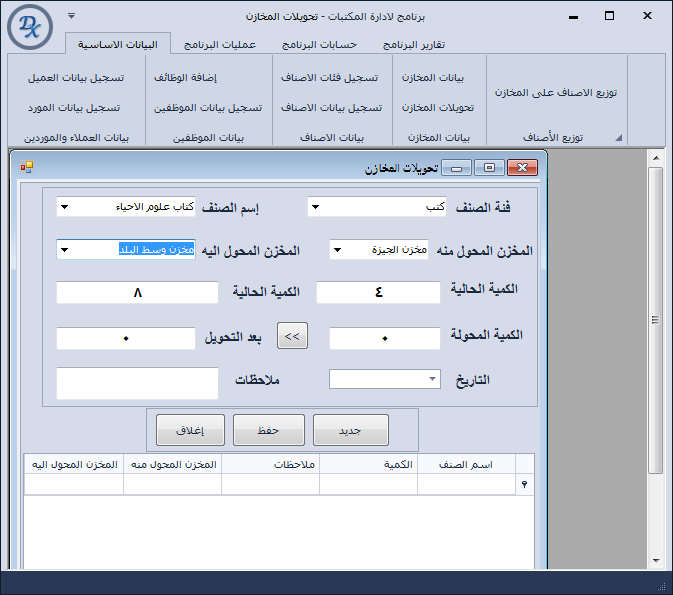 برنامج لادارة المكتبات - تحويلات المخازن
البيانات الاساسية عمليات البرنامج حسابات البرنامج تقارير البرنامج
توزيع الاصناف على المخازن
توزيع الأصناف
بيانات المخازن
تحويلات المخازن
بيانات المخازن
تسجيل فئات الاصناف
تسجيل بيانات الاصناف
بيانات الاصناف
إضافة الوظائف
تسجيل بيانات الموظفين
بيانات الموظفين
تسجيل بيانات العميل
تسجيل بيانات المورد
بيانات العملاء والموردين
تحويلات المخازن
فئة الصنف كتب إسم الصنف كتاب علوم الاحياء
المخزن المحول منه مخزن الجيزة المخزن المحول اليه مخزن وسط البلد
الكمية الحالية ٤ الكمية الحالية ٨
الكمية المحولة ٠ >> بعد التحويل ٠
التاريخ ملاحظات
جديد حفظ إغلاق
اسم الصنف الكمية ملاحظات المخزن المحول منه المخزن المحول اليه